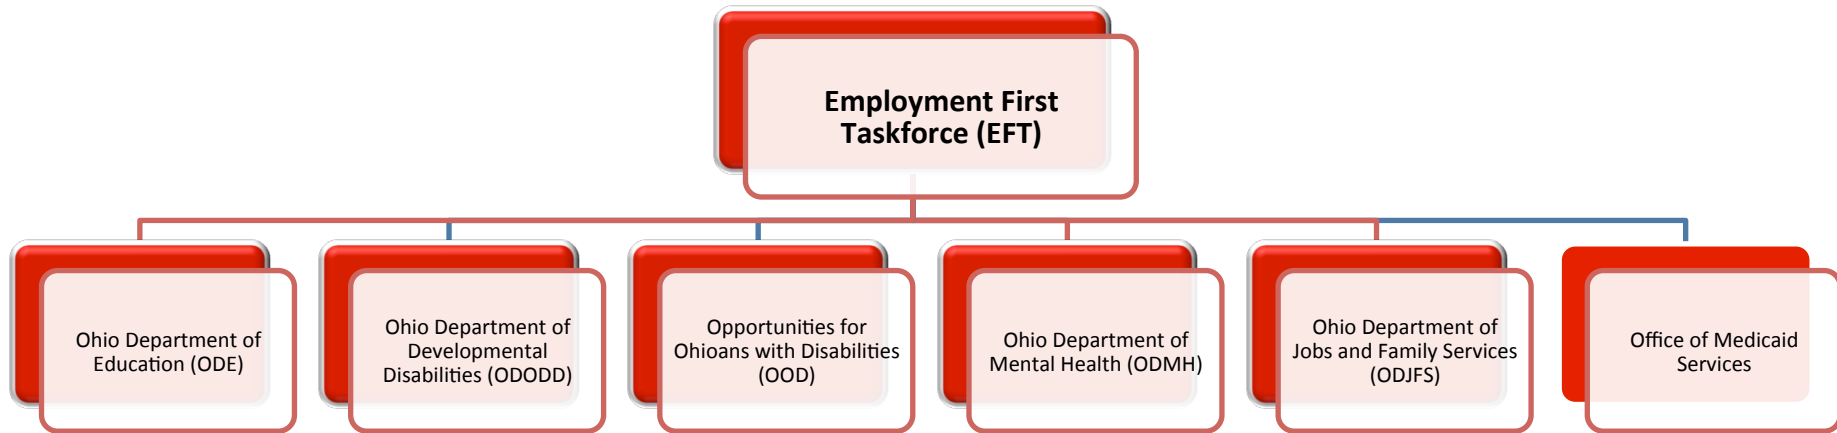 Employment First
Taskforce (EFT)
Ohio Department of
Education (ODE)
Ohio Department of
Developmental
Disabilities (ODODD)
Opportunities for
Ohioans with Disabilities
(OOD)
Ohio Department of
Mental Health (ODMH)
Ohio Department of
Jobs and Family Services
(ODJFS)
Office of Medicaid
Services